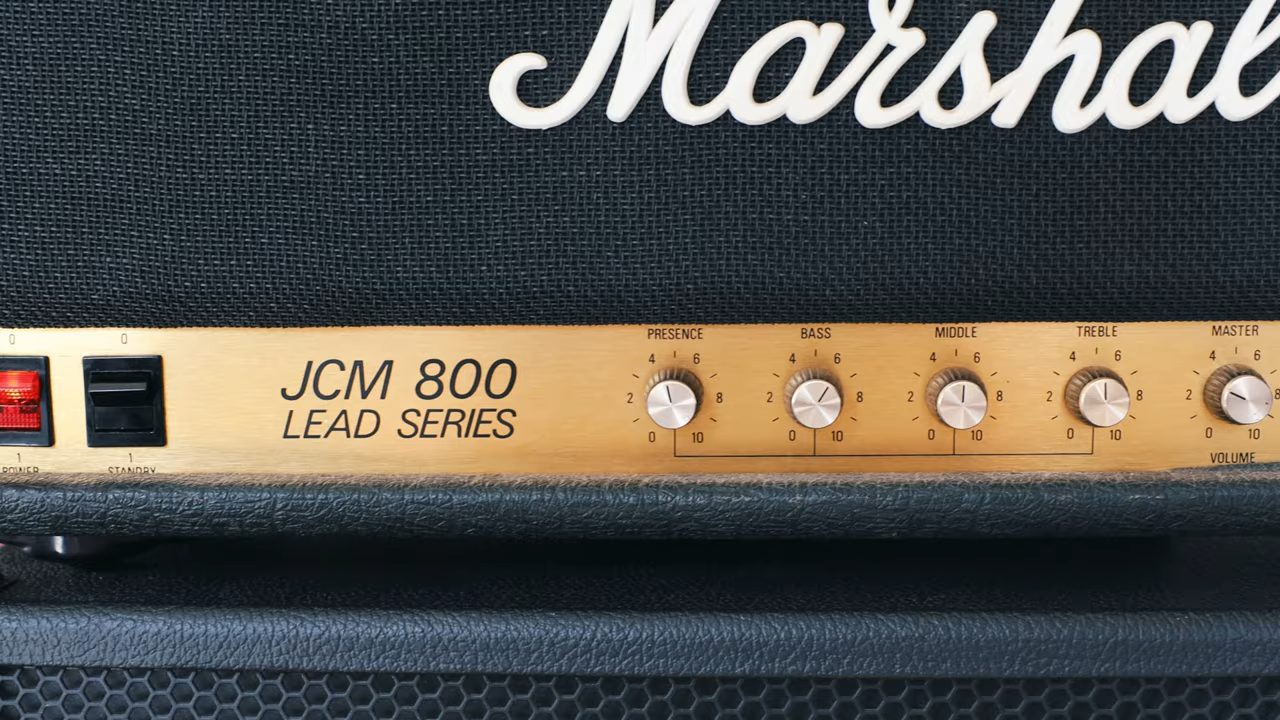 Marshal
PRESENCE BASS MIDDLE TREBLE MASTER
0 0
4 6 4 6 4 6 4 6 4 6
JCM 800
2 8 2 8 2 8 2 8 2 8
LEAD SERIES
0 10 0 10 0 10 0 10 0 10
1 1 VOLUME
POWER STANDBY